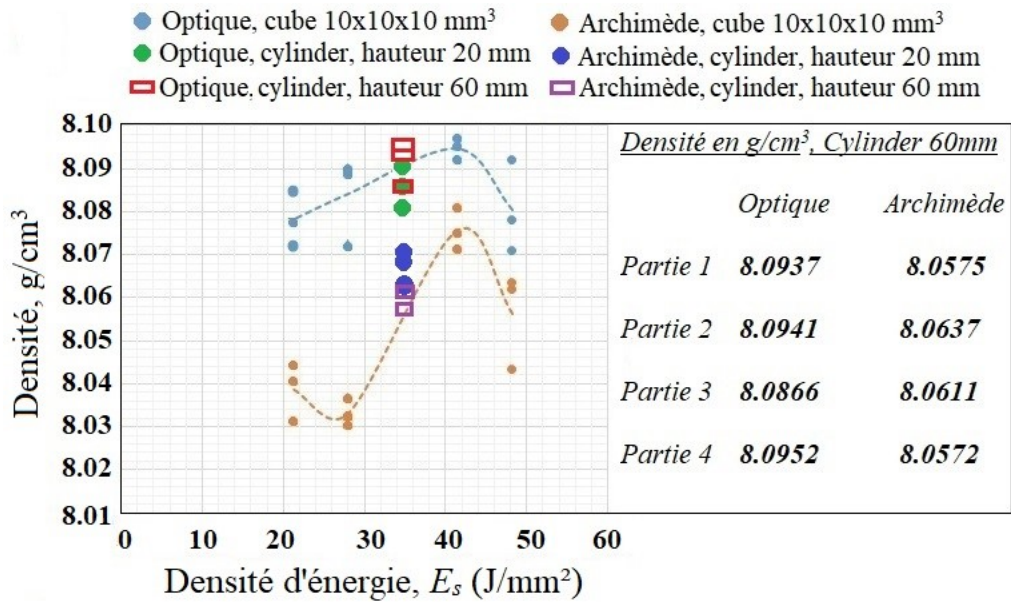 Optique, cube 10x10x10 mm³
Archimède, cube 10x10x10 mm³
Optique, cylinder, hauteur 20 mm
Archimède, cylinder, hauteur 20 mm
Optique, cylinder, hauteur 60 mm
Archimède, cylinder, hauteur 60 mm
8.10
8.09
8.08
8.07
8.06
8.05
8.04
8.03
8.02
8.01
Densité, g/cm³
0 10 20 30 40 50 60
Densité d'énergie, Es (J/mm²)
Densité en g/cm³, Cylinder 60mm
Optique Archimède
Partie 1 8.0937 8.0575
Partie 2 8.0941 8.0637
Partie 3 8.0866 8.0611
Partie 4 8.0952 8.0572